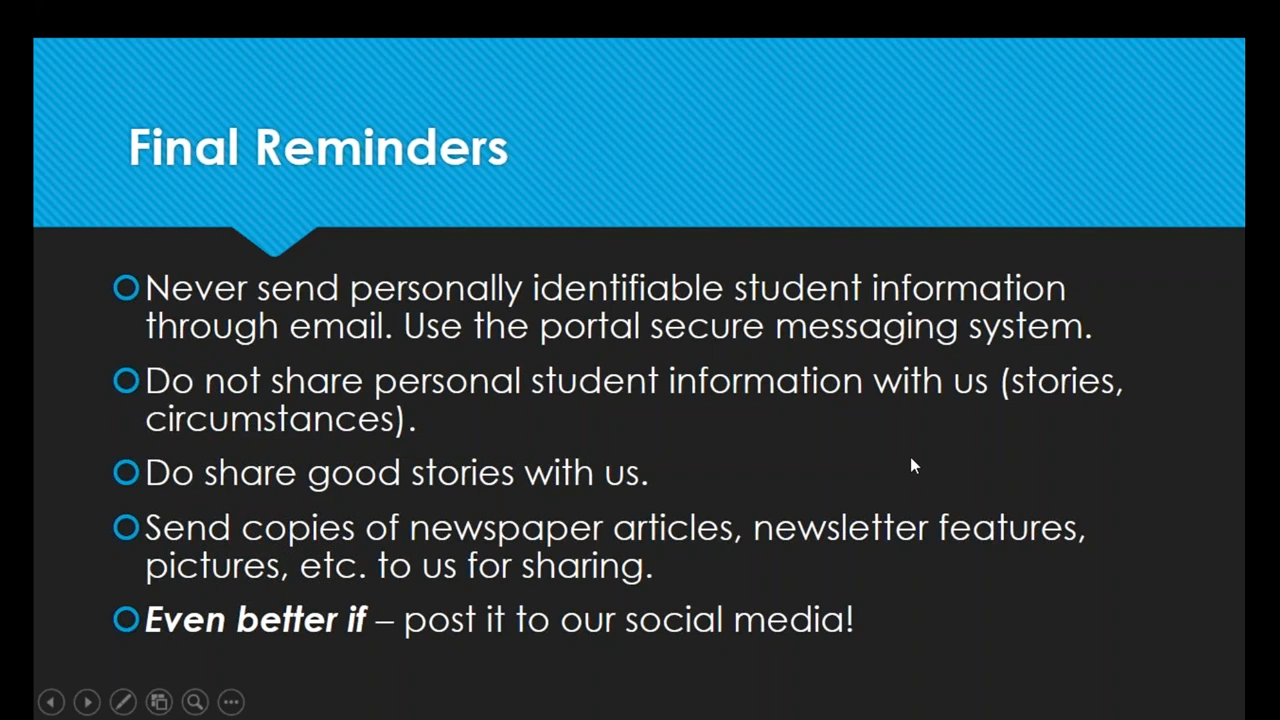 Final Reminders
Never send personally identifiable student information
through email. Use the portal secure messaging system.
Do not share personal student information with us (stories,
circumstances).
Do share good stories with us.
Send copies of newspaper articles, newsletter features,
pictures, etc. to us for sharing.
Even better if – post it to our social media!